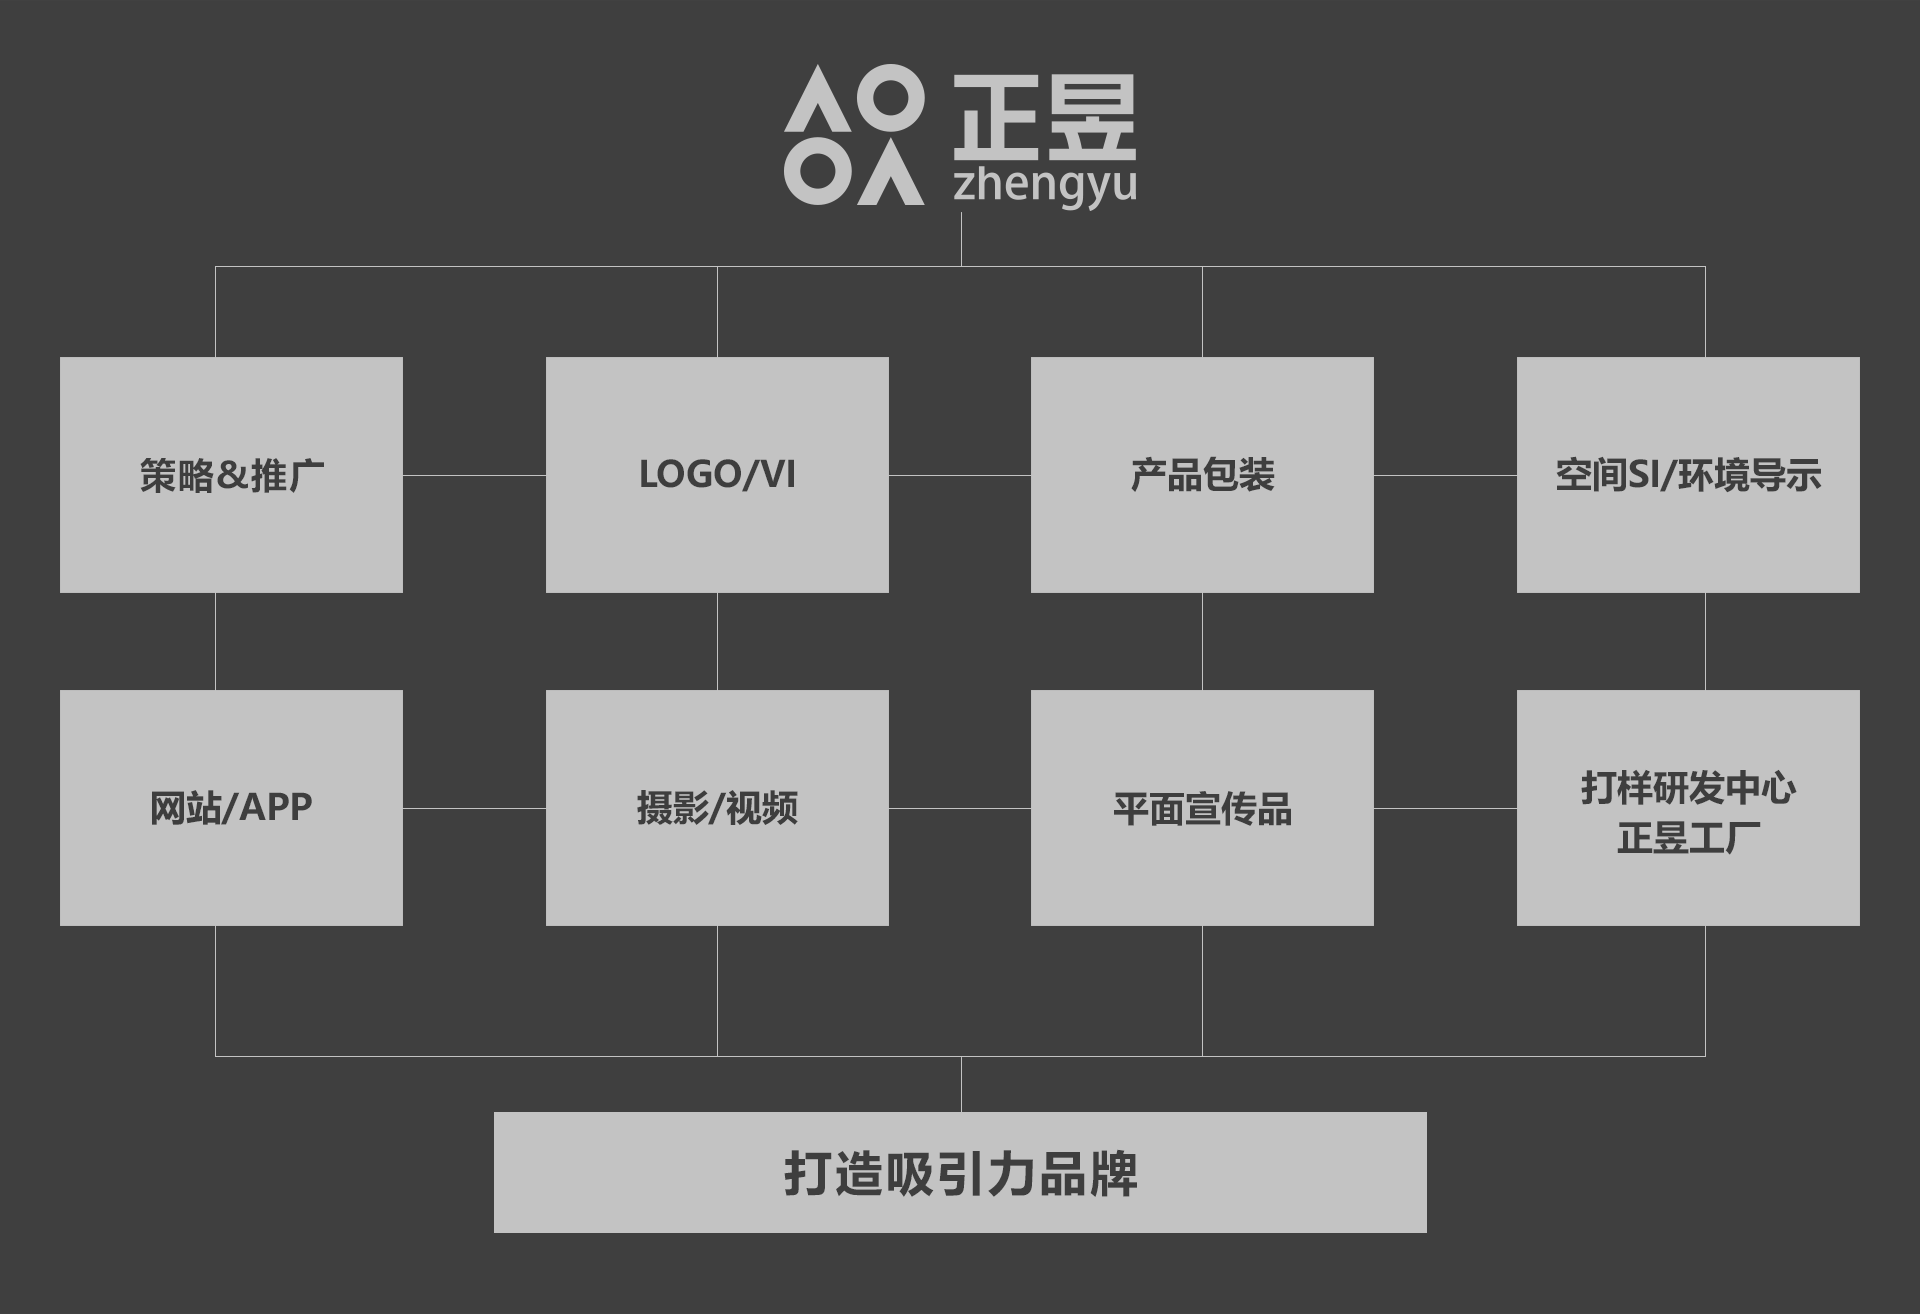 正昱
zhengyu
策略&推广
LOGO/VI
产品包装
空间SI/环境导示
网站/APP
摄影/视频
平面宣传品
打样研发中心
正昱工厂
打造吸引力品牌